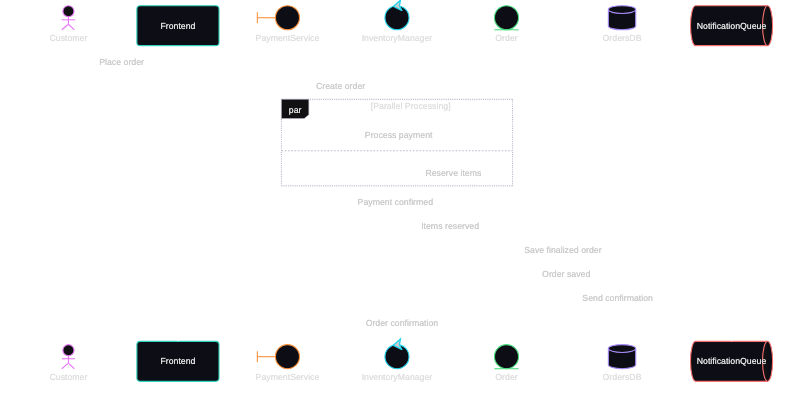 Customer
Frontend
PaymentService
InventoryManager
Order
OrdersDB
NotificationQueue
Place order
Create order
par
[Parallel Processing]
Process payment
Reserve items
Payment confirmed
Items reserved
Save finalized order
Order saved
Send confirmation
Order confirmation
Customer
Frontend
PaymentService
InventoryManager
Order
OrdersDB
NotificationQueue